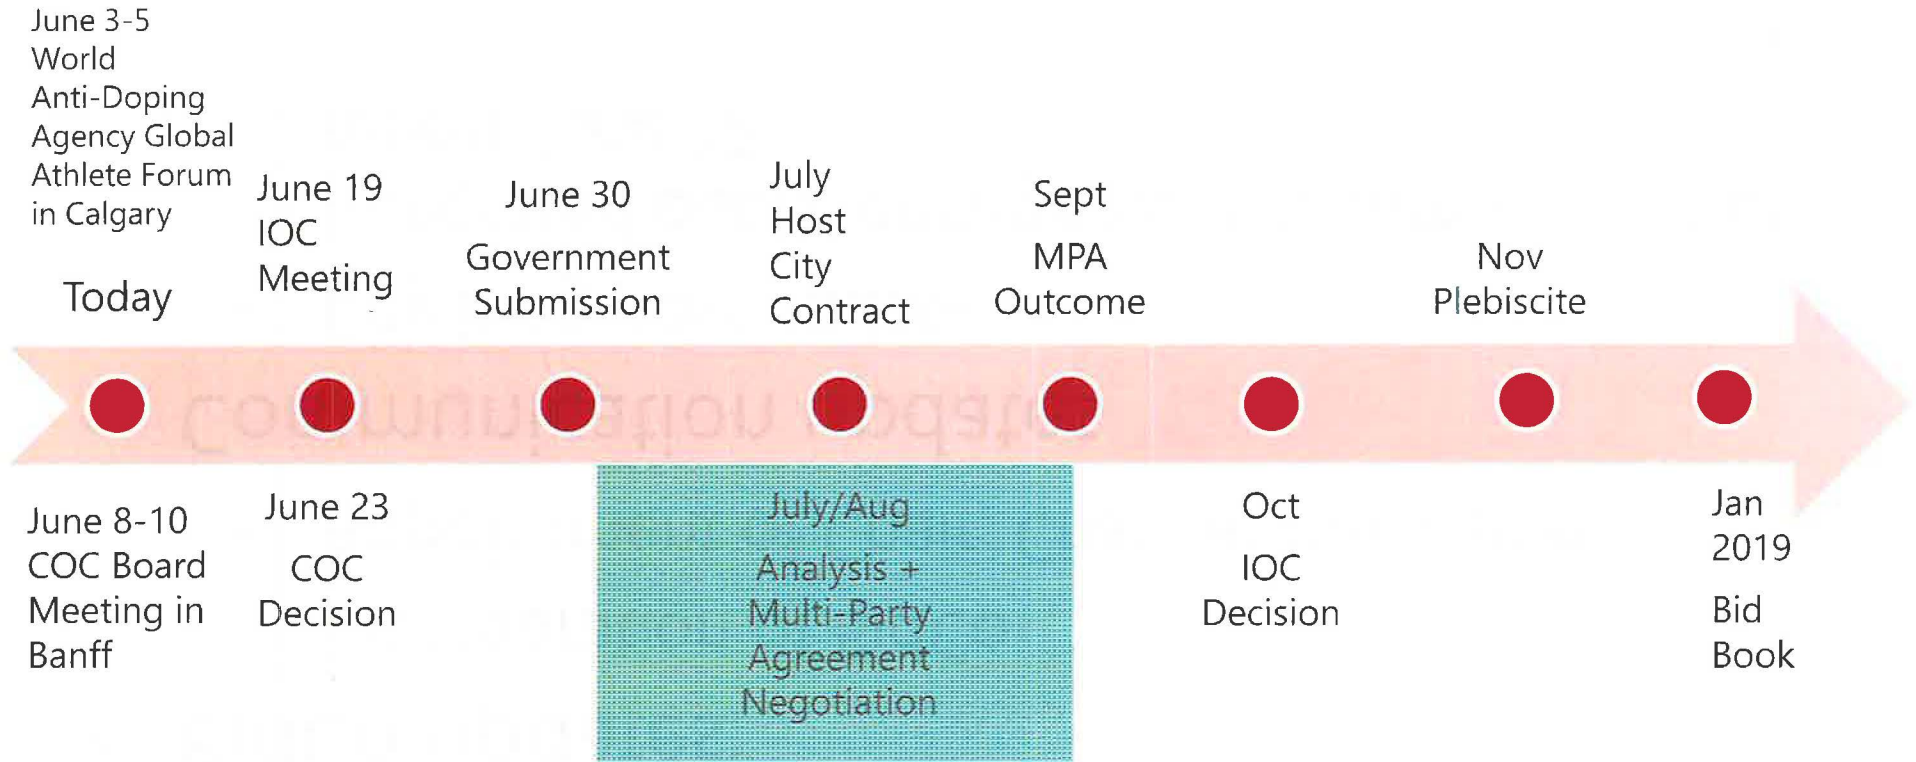 June 3-5
World
Anti-Doping
Agency Global
Athlete Forum
in Calgary
Today
June 19
IOC
Meeting
June 30
Government
Submission
July
Host
City
Contract
Sept
MPA
Outcome
Nov
Plebiscite
June 8-10
COC Board
Meeting in
Banff
June 23
COC
Decision
July/Aug
Analysis +
Multi-Party
Agreement
Negotiation
Oct
IOC
Decision
Jan
2019
Bid
Book